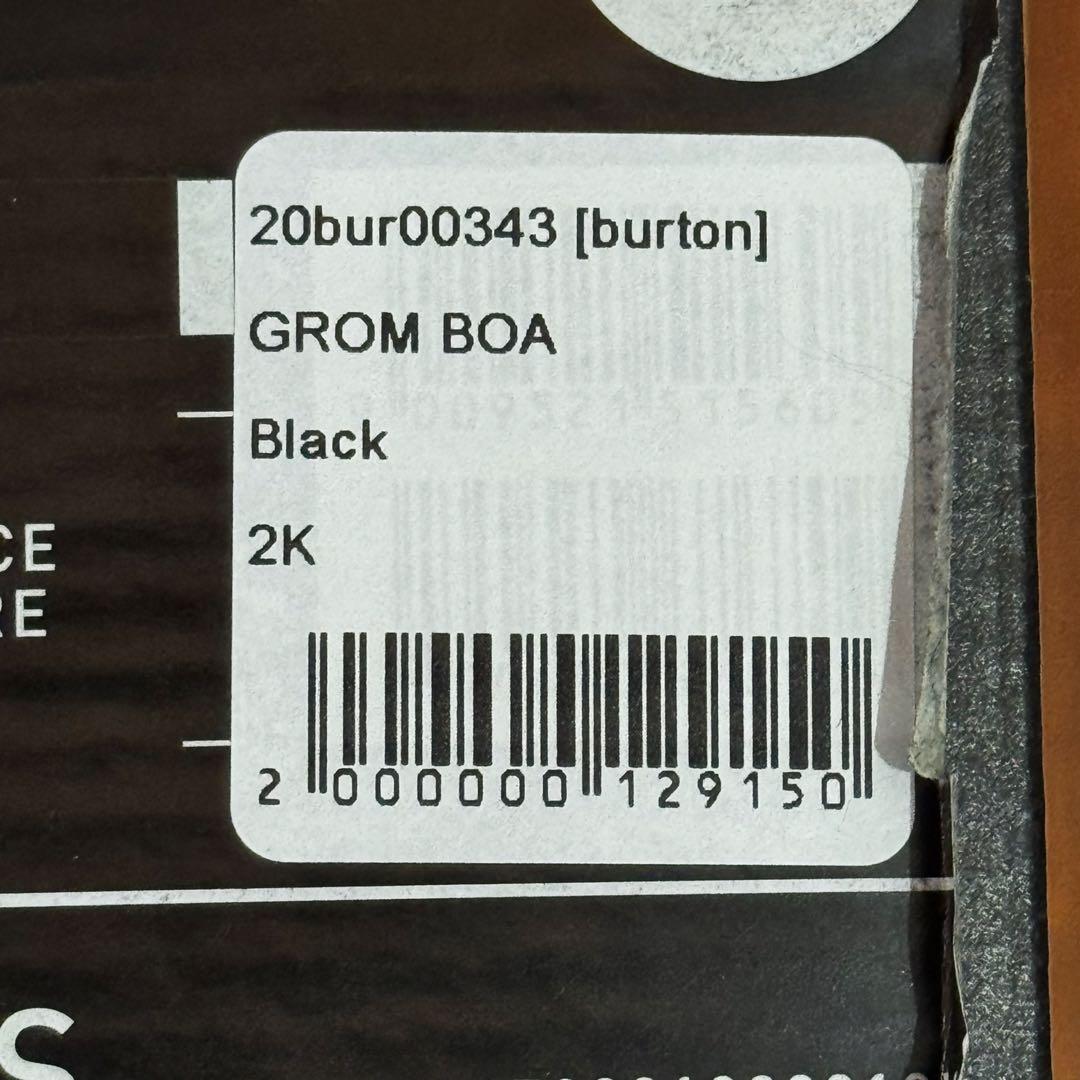 20bur00343 [burton]
GROM BOA
Black
2K
CE
RE
2 000000 129150
S